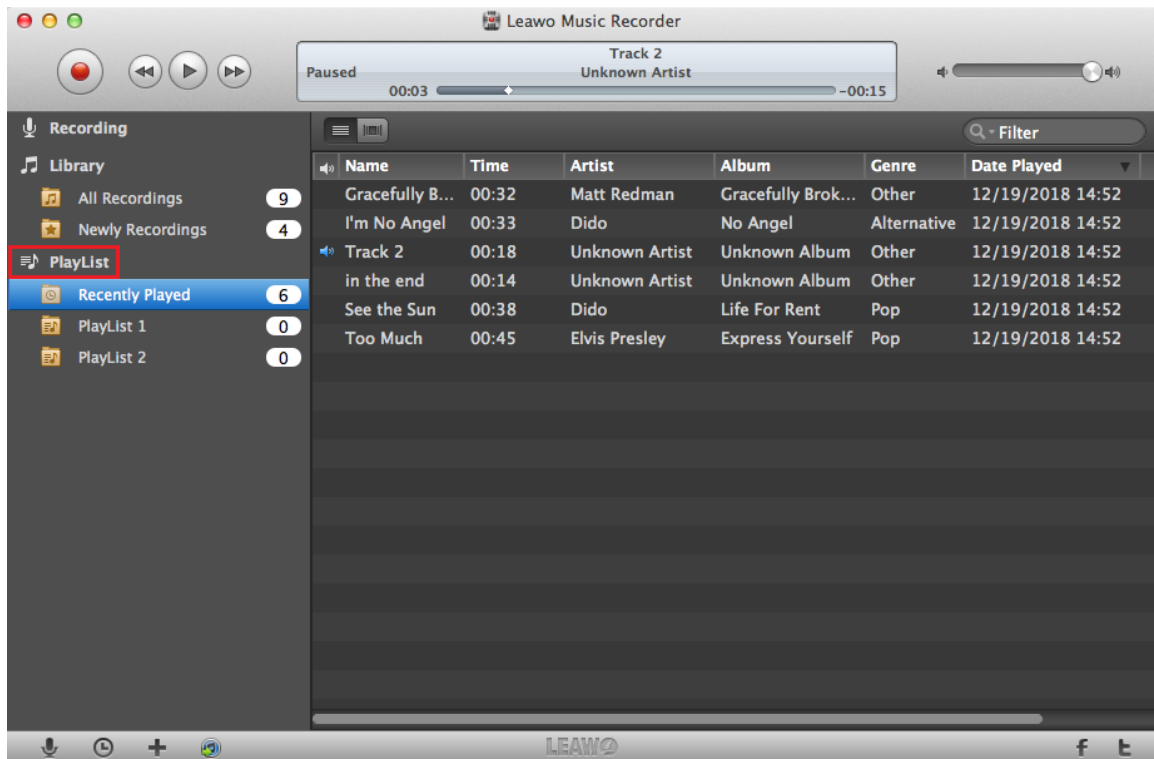 Leawo Music Recorder
Track 2
Paused Unknown Artist
00:03 -00:15
Recording
Filter
Library
All Recordings 9
Newly Recordings 4
PlayList
Recently Played 6
PlayList 1 0
PlayList 2 0
Name Time Artist Album Genre Date Played
Gracefully B... 00:32 Matt Redman Gracefully Brok... Other 12/19/2018 14:52
I'm No Angel 00:33 Dido No Angel Alternative 12/19/2018 14:52
Track 2 00:18 Unknown Artist Unknown Album Other 12/19/2018 14:52
in the end 00:14 Unknown Artist Unknown Album Other 12/19/2018 14:52
See the Sun 00:38 Dido Life For Rent Pop 12/19/2018 14:52
Too Much 00:45 Elvis Presley Express Yourself Pop 12/19/2018 14:52
LEAWO